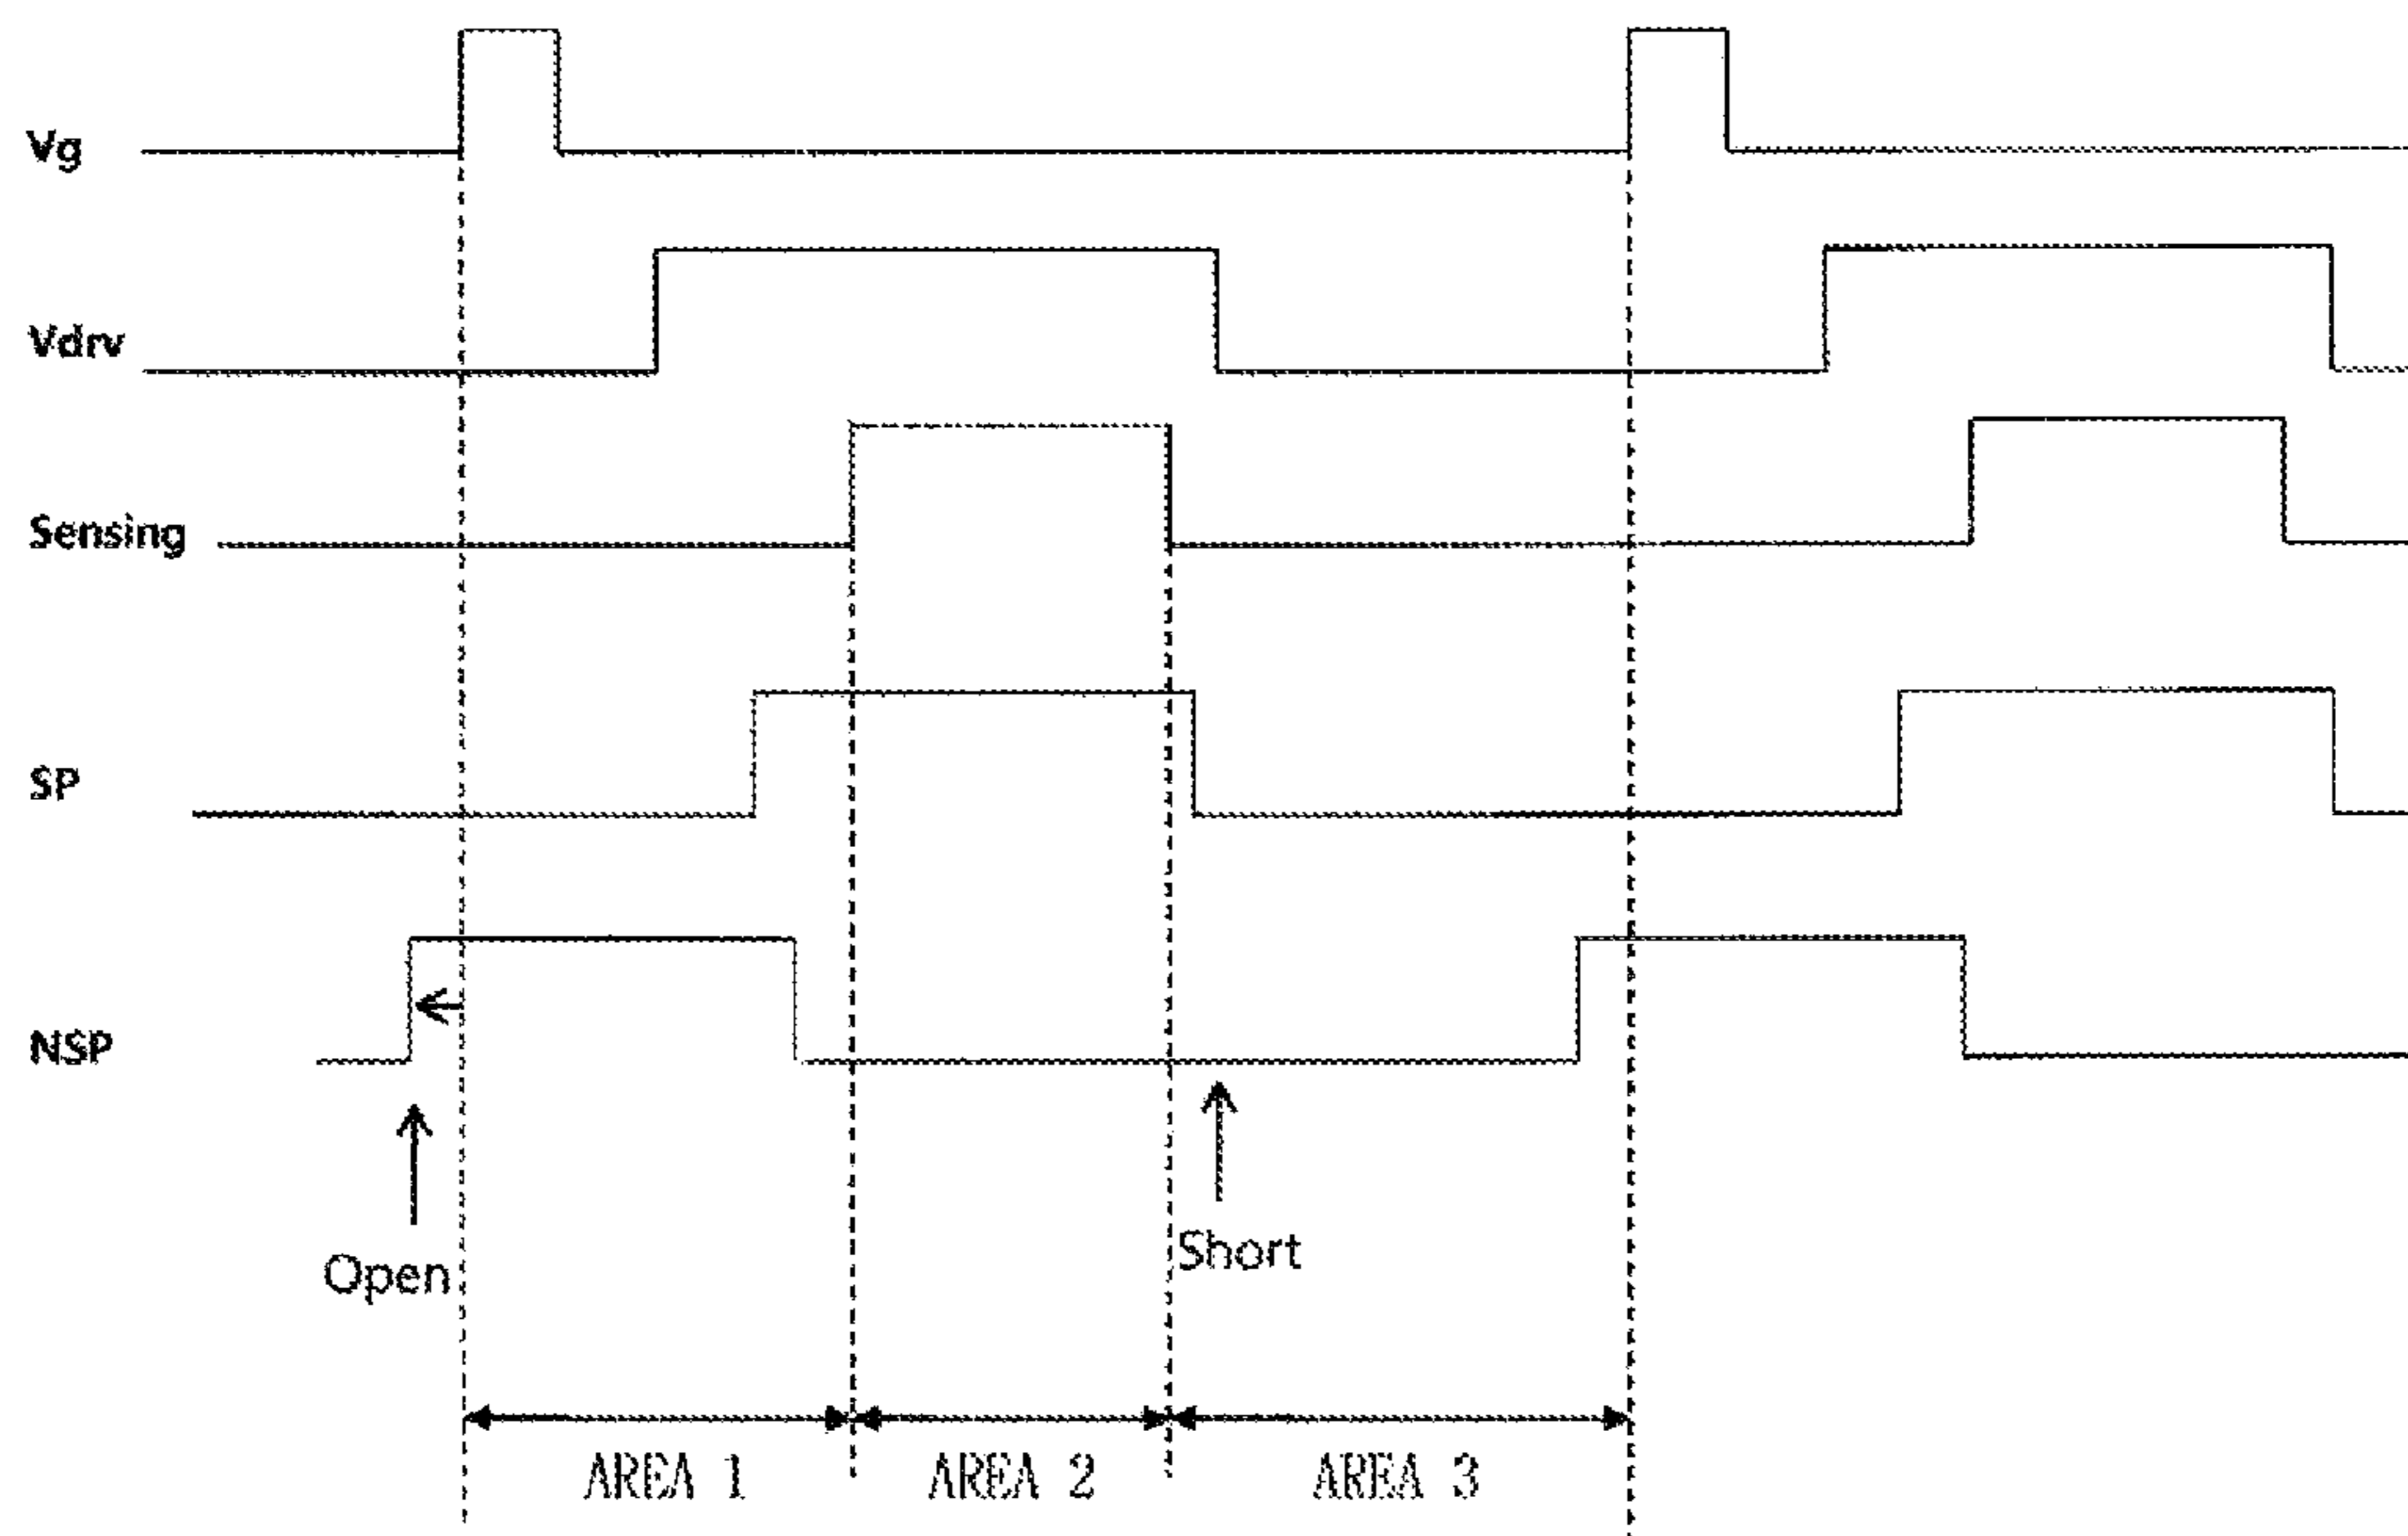 Vg
Vdrv
Sensing
SP
NSP
Open
Short
AREA 1
AREA 2
AREA 3